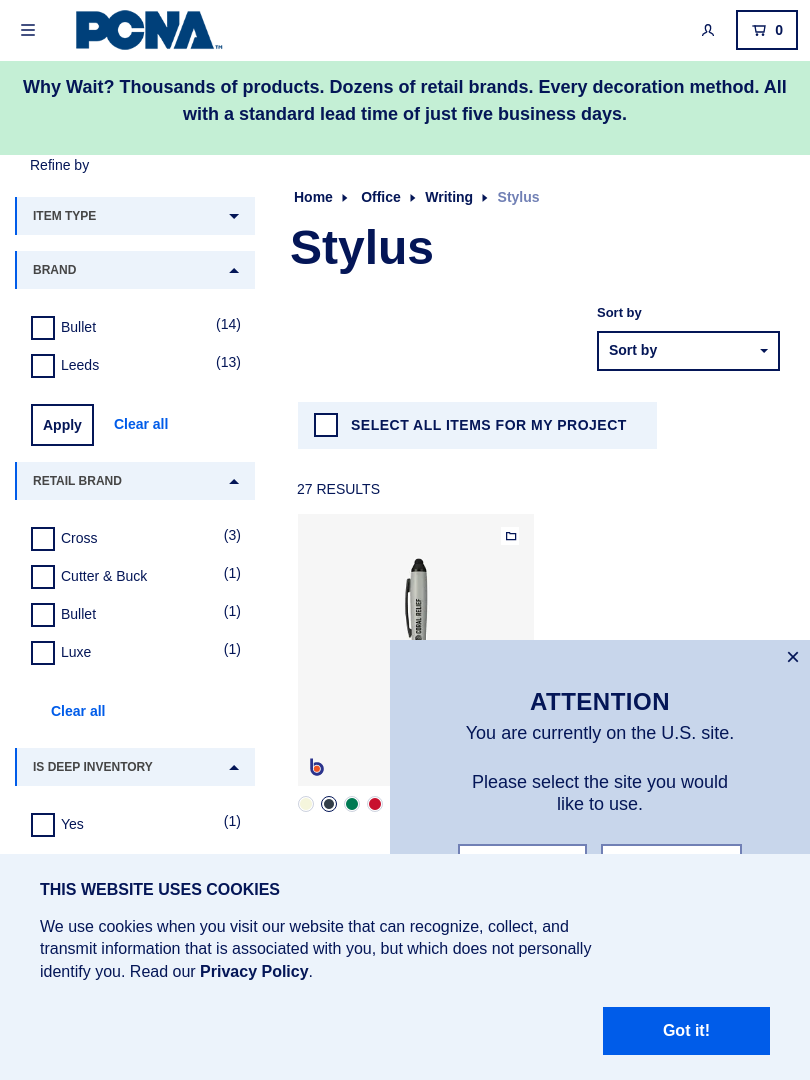 PCNA™
0
Why Wait? Thousands of products. Dozens of retail brands. Every decoration method. All
with a standard lead time of just five business days.
Refine by
ITEM TYPE
BRAND
Bullet (14)
Leeds (13)
Apply Clear all
RETAIL BRAND
Cross (3)
Cutter & Buck (1)
Bullet (1)
Luxe (1)
Clear all
IS DEEP INVENTORY
Yes (1)
Home Office Writing Stylus
Stylus
Sort by
Sort by
SELECT ALL ITEMS FOR MY PROJECT
27 RESULTS
CORAL RELIEF
b
×
ATTENTION
You are currently on the U.S. site.
Please select the site you would
like to use.
THIS WEBSITE USES COOKIES
We use cookies when you visit our website that can recognize, collect, and
transmit information that is associated with you, but which does not personally
identify you. Read our Privacy Policy.
Got it!